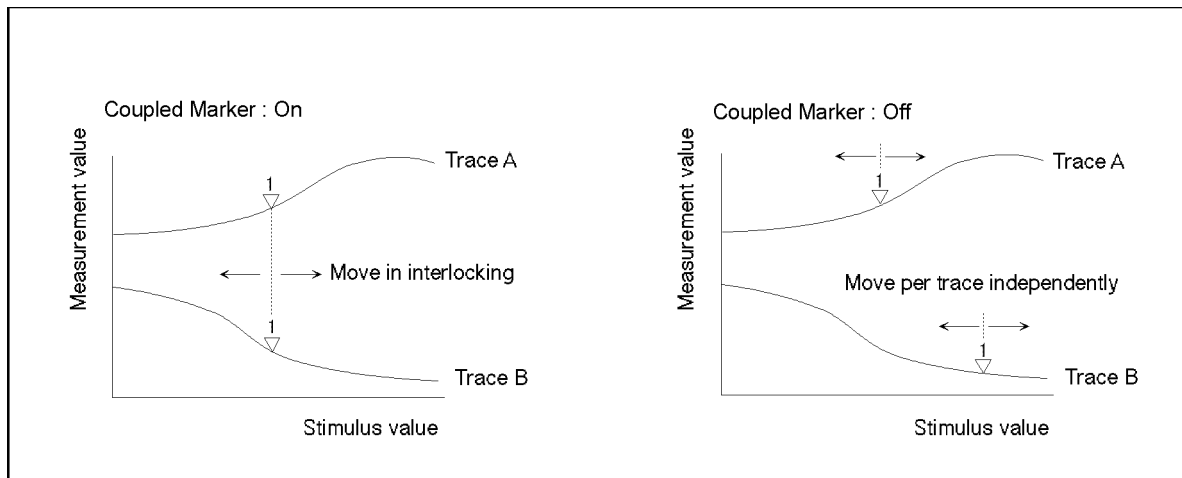 Coupled Marker : On
Measurement value
Trace A
1
Move in interlocking
1
Trace B
Stimulus value
Coupled Marker : Off
Measurement value
Trace A
1
Move per trace independently
1
Trace B
Stimulus value